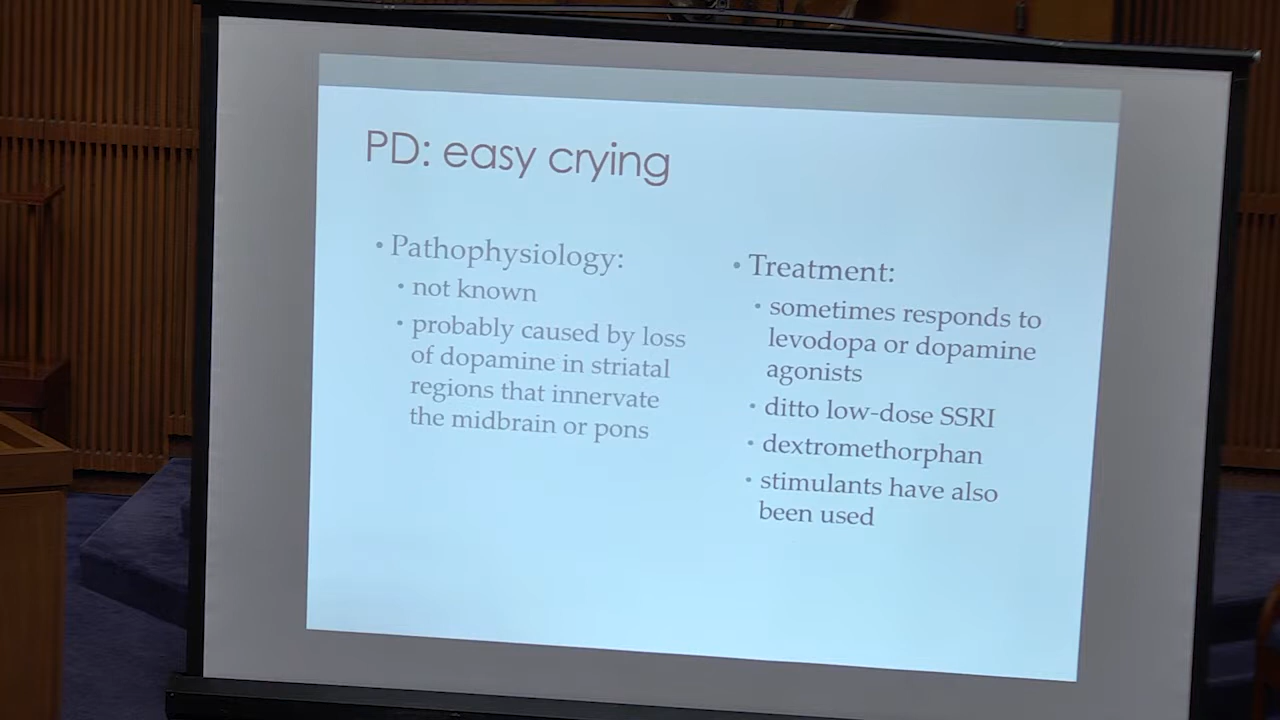 PD: easy crying
• Pathophysiology:
• not known
• probably caused by loss
of dopamine in striatal
regions that innervate
the midbrain or pons
• Treatment:
• sometimes responds to
levodopa or dopamine
agonists
• ditto low-dose SSRI
• dextromethorphan
• stimulants have also
been used